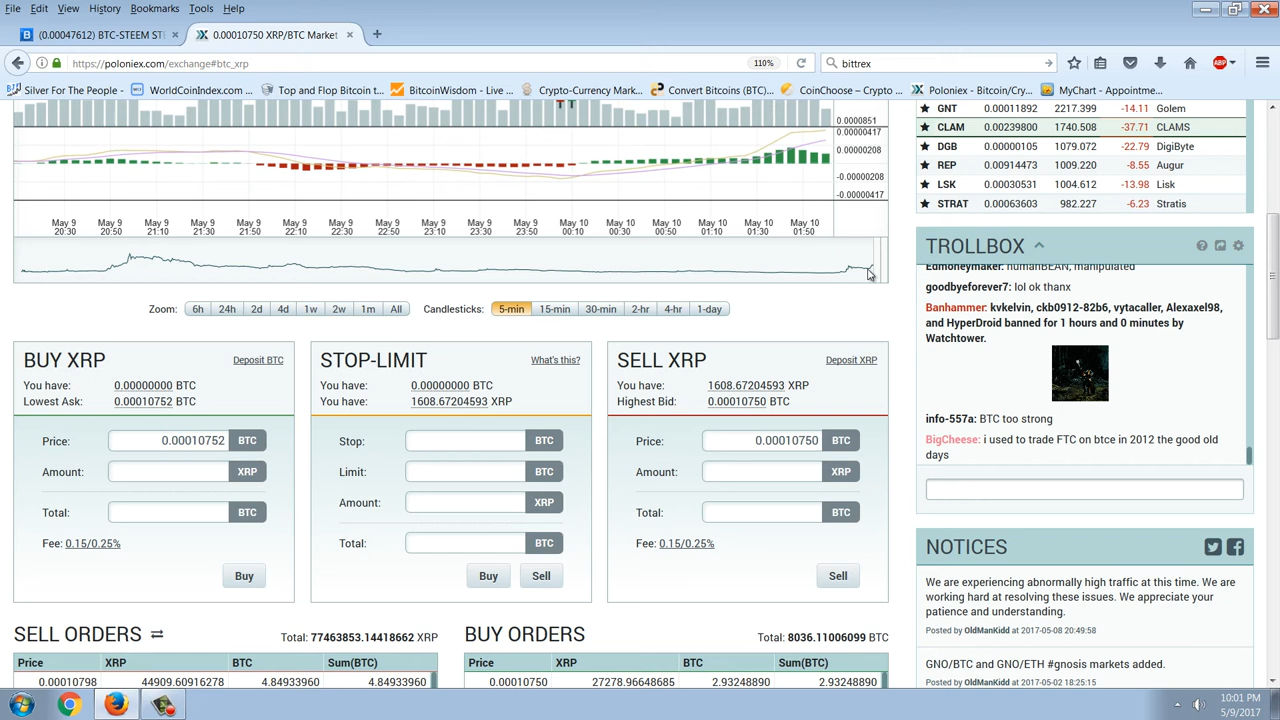 File Edit View History Bookmarks Tools Help
(0.00047612) BTC-STEEM STE × 0.00010750 XRP/BTC Market × +
https://poloniex.com/exchange#btc_xrp 110% bittrex
Silver For The People - WorldCoinIndex.com ... Top and Flop Bitcoin t... BitcoinWisdom - Live ... Crypto-Currency Mark... Convert Bitcoins (BTC)... CoinChoose – Crypto ... Poloniex - Bitcoin/Cry... MyChart - Appointme...
T T
0.0000851
0.00000417
0.00000208
-0.00000208
-0.00000417
May 9 May 9 May 9 May 9 May 9 May 9 May 9 May 9 May 9 May 9 May 9 May 10 May 10 May 10 May 10 May 10
20:30 20:50 21:10 21:30 21:50 22:10 22:30 22:50 23:10 23:30 23:50 00:10 00:50 01:10 01:30 01:50
Zoom: 6h 24h 2d 4d 1w 2w 1m All Candlesticks: 5-min 15-min 30-min 2-hr 4-hr 1-day
BUY XRP Deposit BTC
You have: 0.00000000 BTC
Lowest Ask: 0.00010752 BTC
Price: 0.00010752 BTC
Amount: XRP
Total: BTC
Fee: 0.15/0.25%
Buy
STOP-LIMIT What's this?
You have: 0.00000000 BTC
You have: 1608.67204593 XRP
Stop: BTC
Limit: BTC
Amount: XRP
Total: BTC
Buy Sell
SELL XRP Deposit XRP
You have: 1608.67204593 XRP
Highest Bid: 0.00010750 BTC
Price: 0.00010750 BTC
Amount: XRP
Total: BTC
Fee: 0.15/0.25%
Sell
SELL ORDERS Total: 77463853.14418662 XRP
Price XRP BTC Sum(BTC)
0.00010798 44909.60916278 4.84933960 4.84933960
BUY ORDERS Total: 8036.11006099 BTC
Price XRP BTC Sum(BTC)
0.00010750 27278.96648685 2.93248890 2.93248890
GNT 0.00011892 2217.399 -14.11 Golem
CLAM 0.00239800 1740.508 -37.71 CLAMS
DGB 0.00000105 1079.072 -22.79 DigiByte
REP 0.00914473 1009.220 -8.55 Augur
LSK 0.00030531 1004.612 -13.98 Lisk
STRAT 0.00063603 982.227 -6.23 Stratis
TROLLBOX
Edmoneymaker: humanBEAN, manipulated
goodbyeforever7: lol ok thanx
Banhammer: kvkelvin, ckb0912-82b6, vytacaller, Alexaxel98,
and HyperDroid banned for 1 hours and 0 minutes by
Watchtower.
info-557a: BTC too strong
BigCheese: i used to trade FTC on btce in 2012 the good old
days
NOTICES
We are experiencing abnormally high traffic at this time. We are
working hard at resolving these issues. We appreciate your
patience and understanding.
Posted by OldManKidd at 2017-05-08 20:49:58
GNO/BTC and GNO/ETH #gnosis markets added.
Posted by OldManKidd at 2017-05-02 18:25:15
10:01 PM
5/9/2017